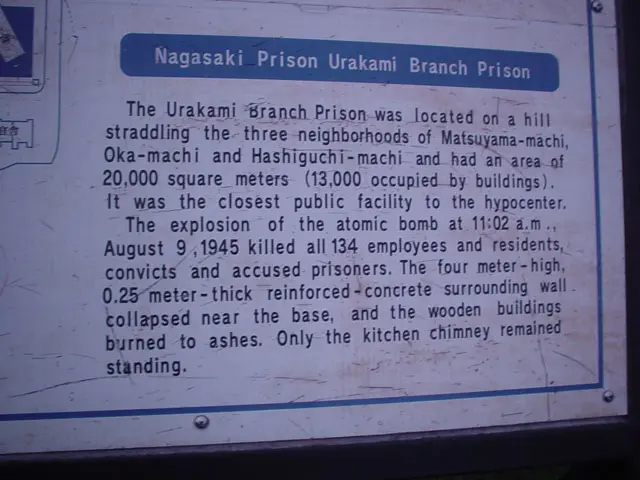 Nagasaki Prison Urakami Branch Prison
The Urakami Branch Prison was located on a hill
straddling the three neighborhoods of Matsuyama-machi,
Oka-machi and Hashiguchi-machi and had an area of
20,000 square meters (13,000 occupied by buildings).
It was the closest public facility to the hypocenter.
The explosion of the atomic bomb at 11:02 a.m.,
August 9,1945 killed all 134 employees and residents,
convicts and accused prisoners. The four meter-high,
0.25 meter-thick reinforced-concrete surrounding wall
collapsed near the base, and the wooden buildings
burned to ashes. Only the kitchen chimney remained
standing.